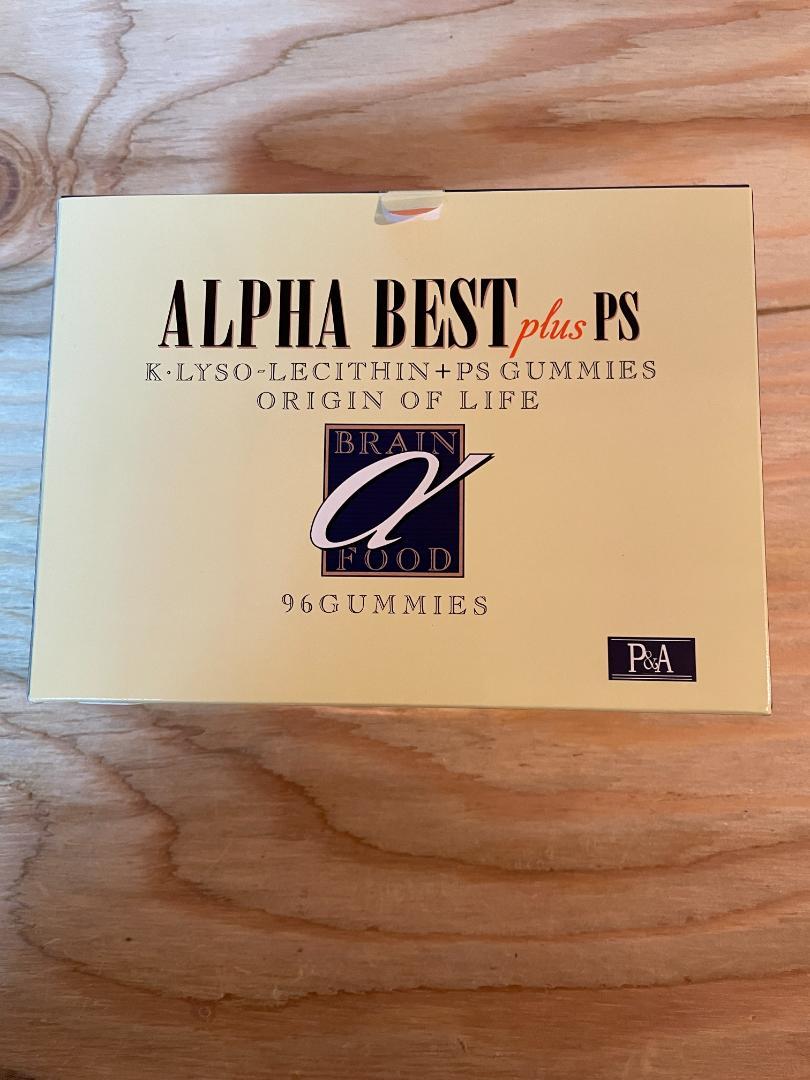 ALPHA BEST plus PS
K·LYSO-LECITHIN+PS GUMMIES
ORIGIN OF LIFE
BRAIN
α
FOOD
96GUMMIES
P&A